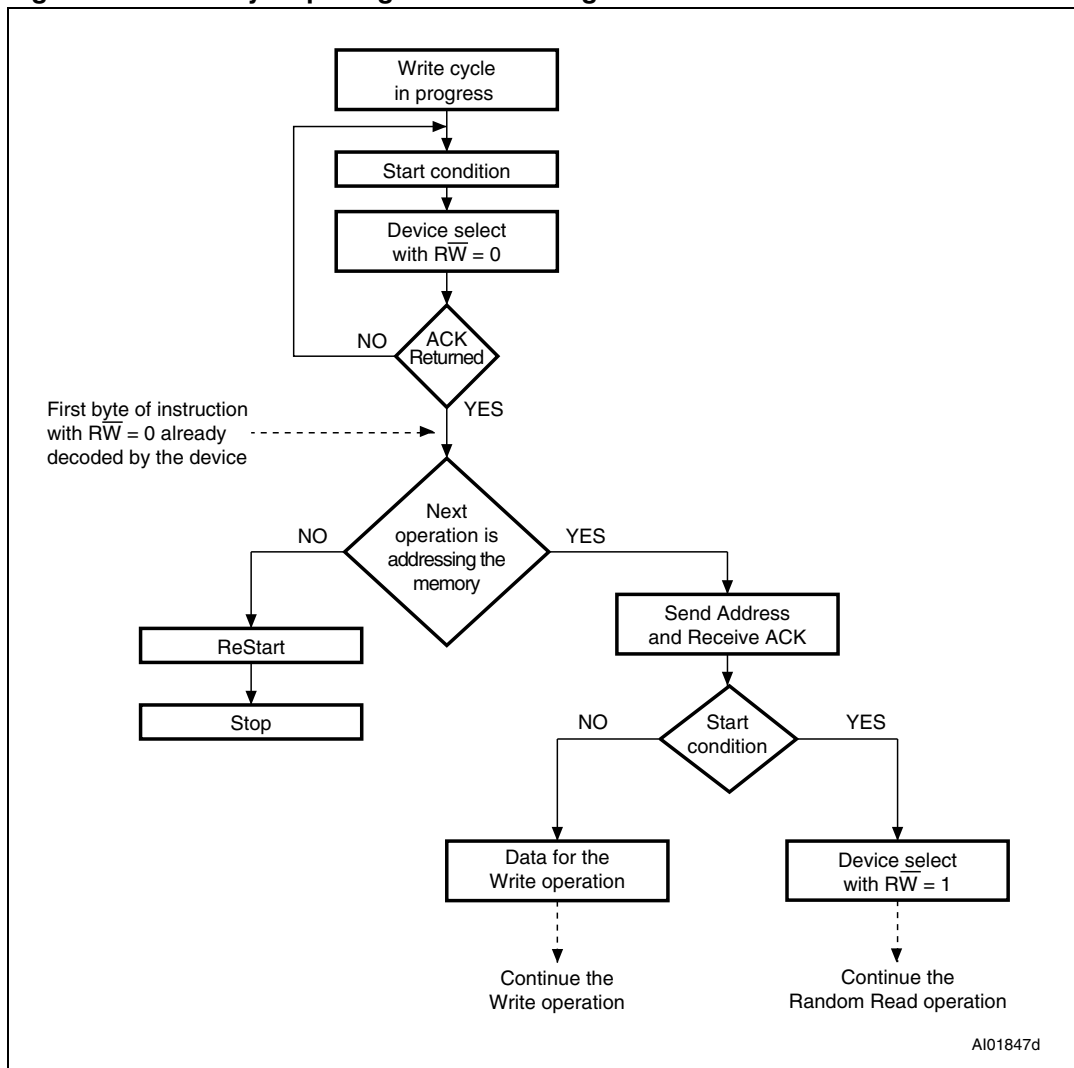 Write cycle
in progress
Start condition
Device select
with RW̅ = 0
NO
ACK
Returned
YES
First byte of instruction
with RW̅ = 0 already
decoded by the device
Next
operation is
addressing the
memory
NO
YES
Send Address
and Receive ACK
ReStart
Stop
NO
Start
condition
YES
Data for the
Write operation
Device select
with RW̅ = 1
Continue the
Write operation
Continue the
Random Read operation
AI01847d